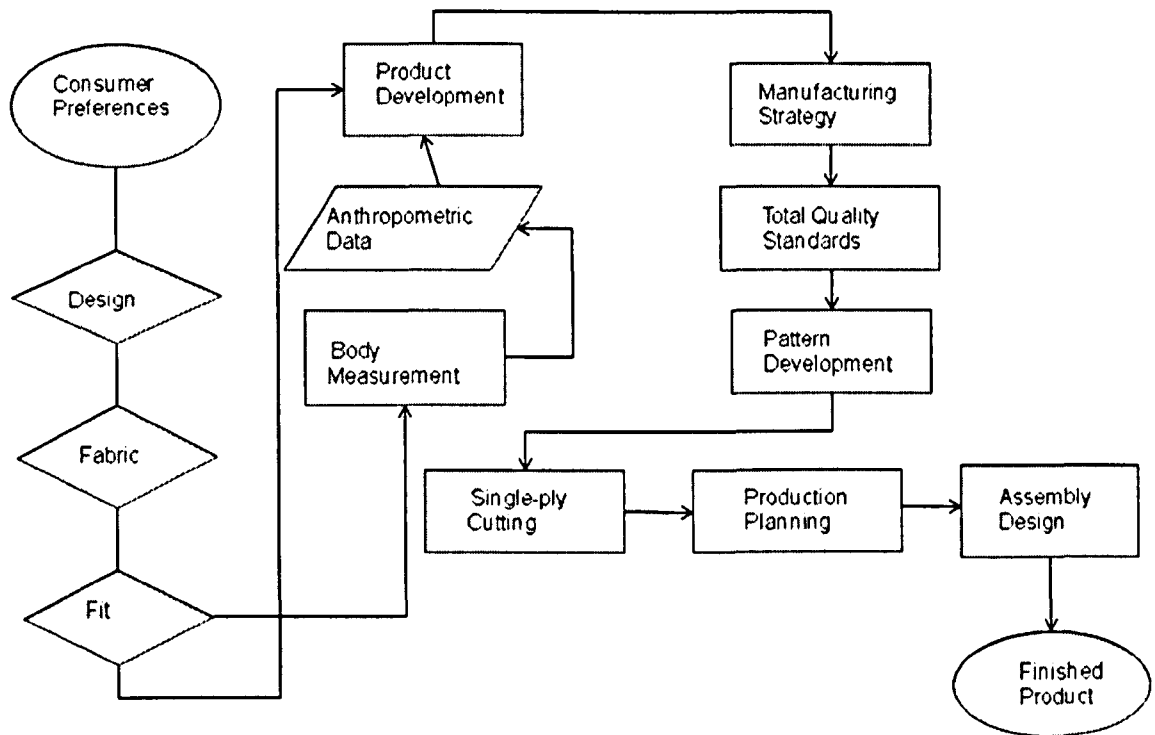 Consumer
Preferences
Design
Fabric
Fit
Product
Development
Anthropometric
Data
Body
Measurement
Manufacturing
Strategy
Total Quality
Standards
Pattern
Development
Single-ply
Cutting
Production
Planning
Assembly
Design
Finished
Product